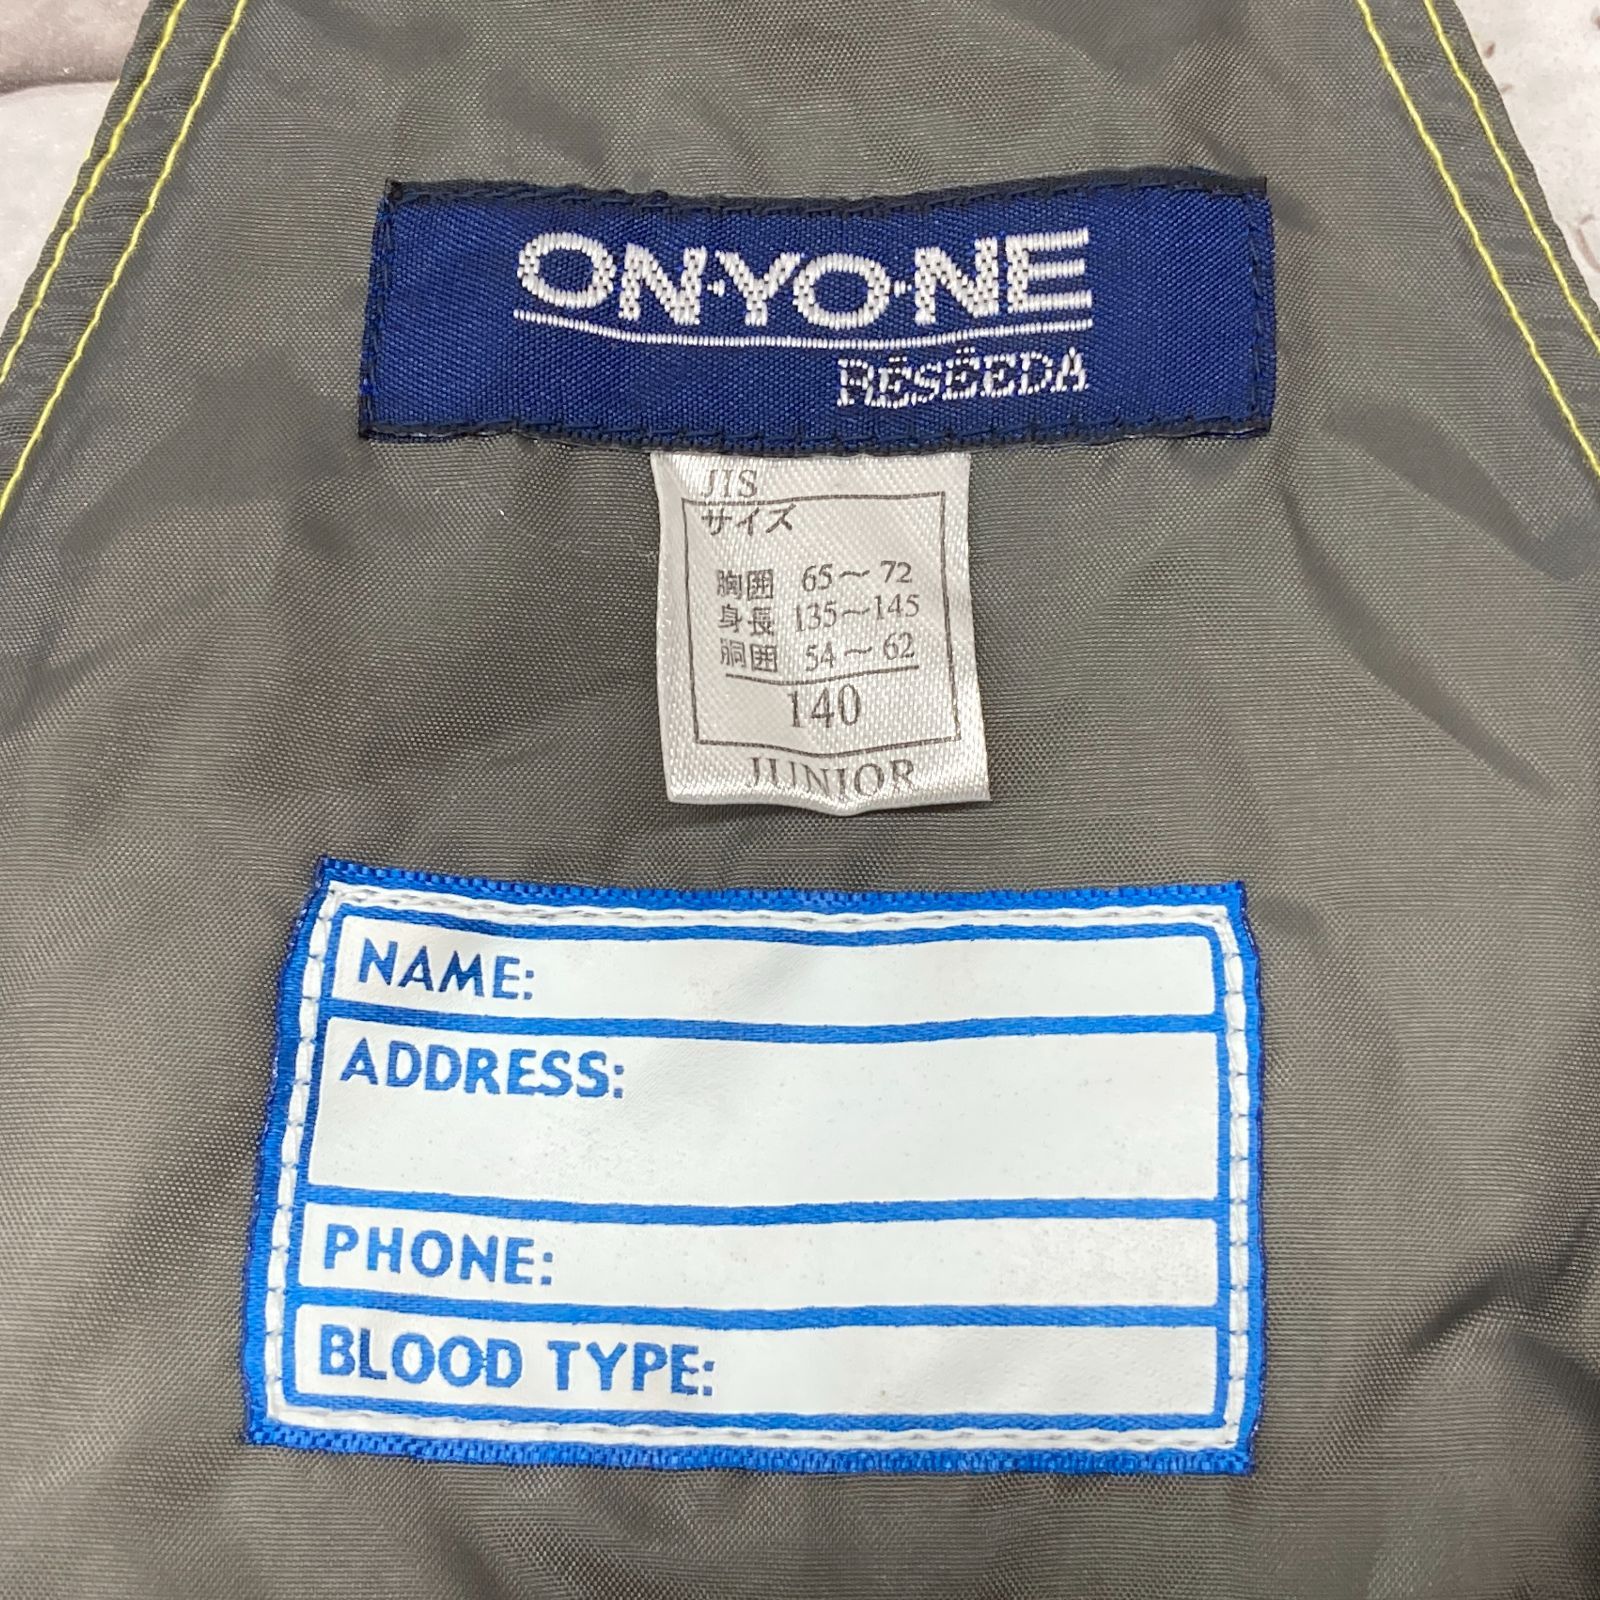 ON·YO·NE
RÉSÉEDA
JIS
サイズ
胸囲 65～72
身長 135～145
胴囲 54～62
140
JUNIOR
NAME:
ADDRESS:
PHONE:
BLOOD TYPE: